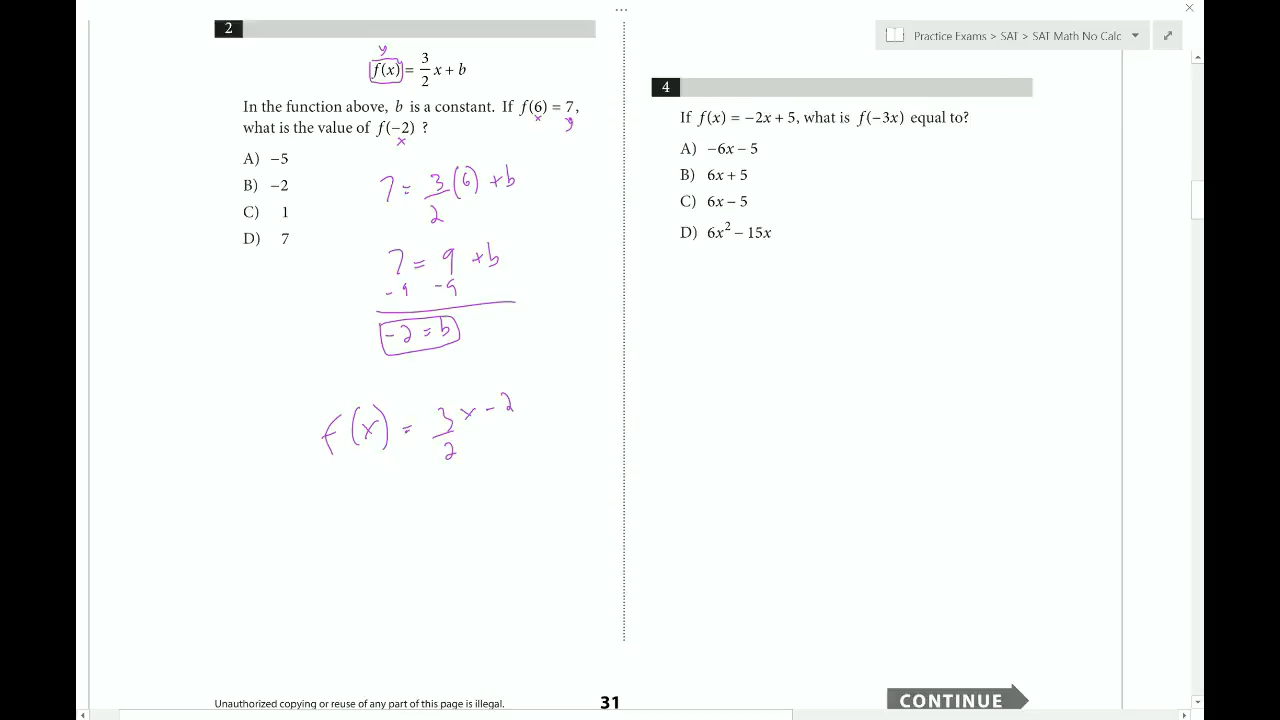 Practice Exams > SAT > SAT Math No Calc
2
y
f(x) = 3/2 x + b
In the function above, b is a constant. If f(6) = 7,
x y
what is the value of f(−2) ?
x
A) −5
B) −2
C) 1
D) 7
7 = 3/2 (6) + b
7 = 9 + b
-9 -9
-2 = b
f(x) = 3/2 x - 2
4
If f(x) = −2x + 5, what is f(−3x) equal to?
A) −6x − 5
B) 6x + 5
C) 6x − 5
D) 6x² − 15x
Unauthorized copying or reuse of any part of this page is illegal.
31
CONTINUE